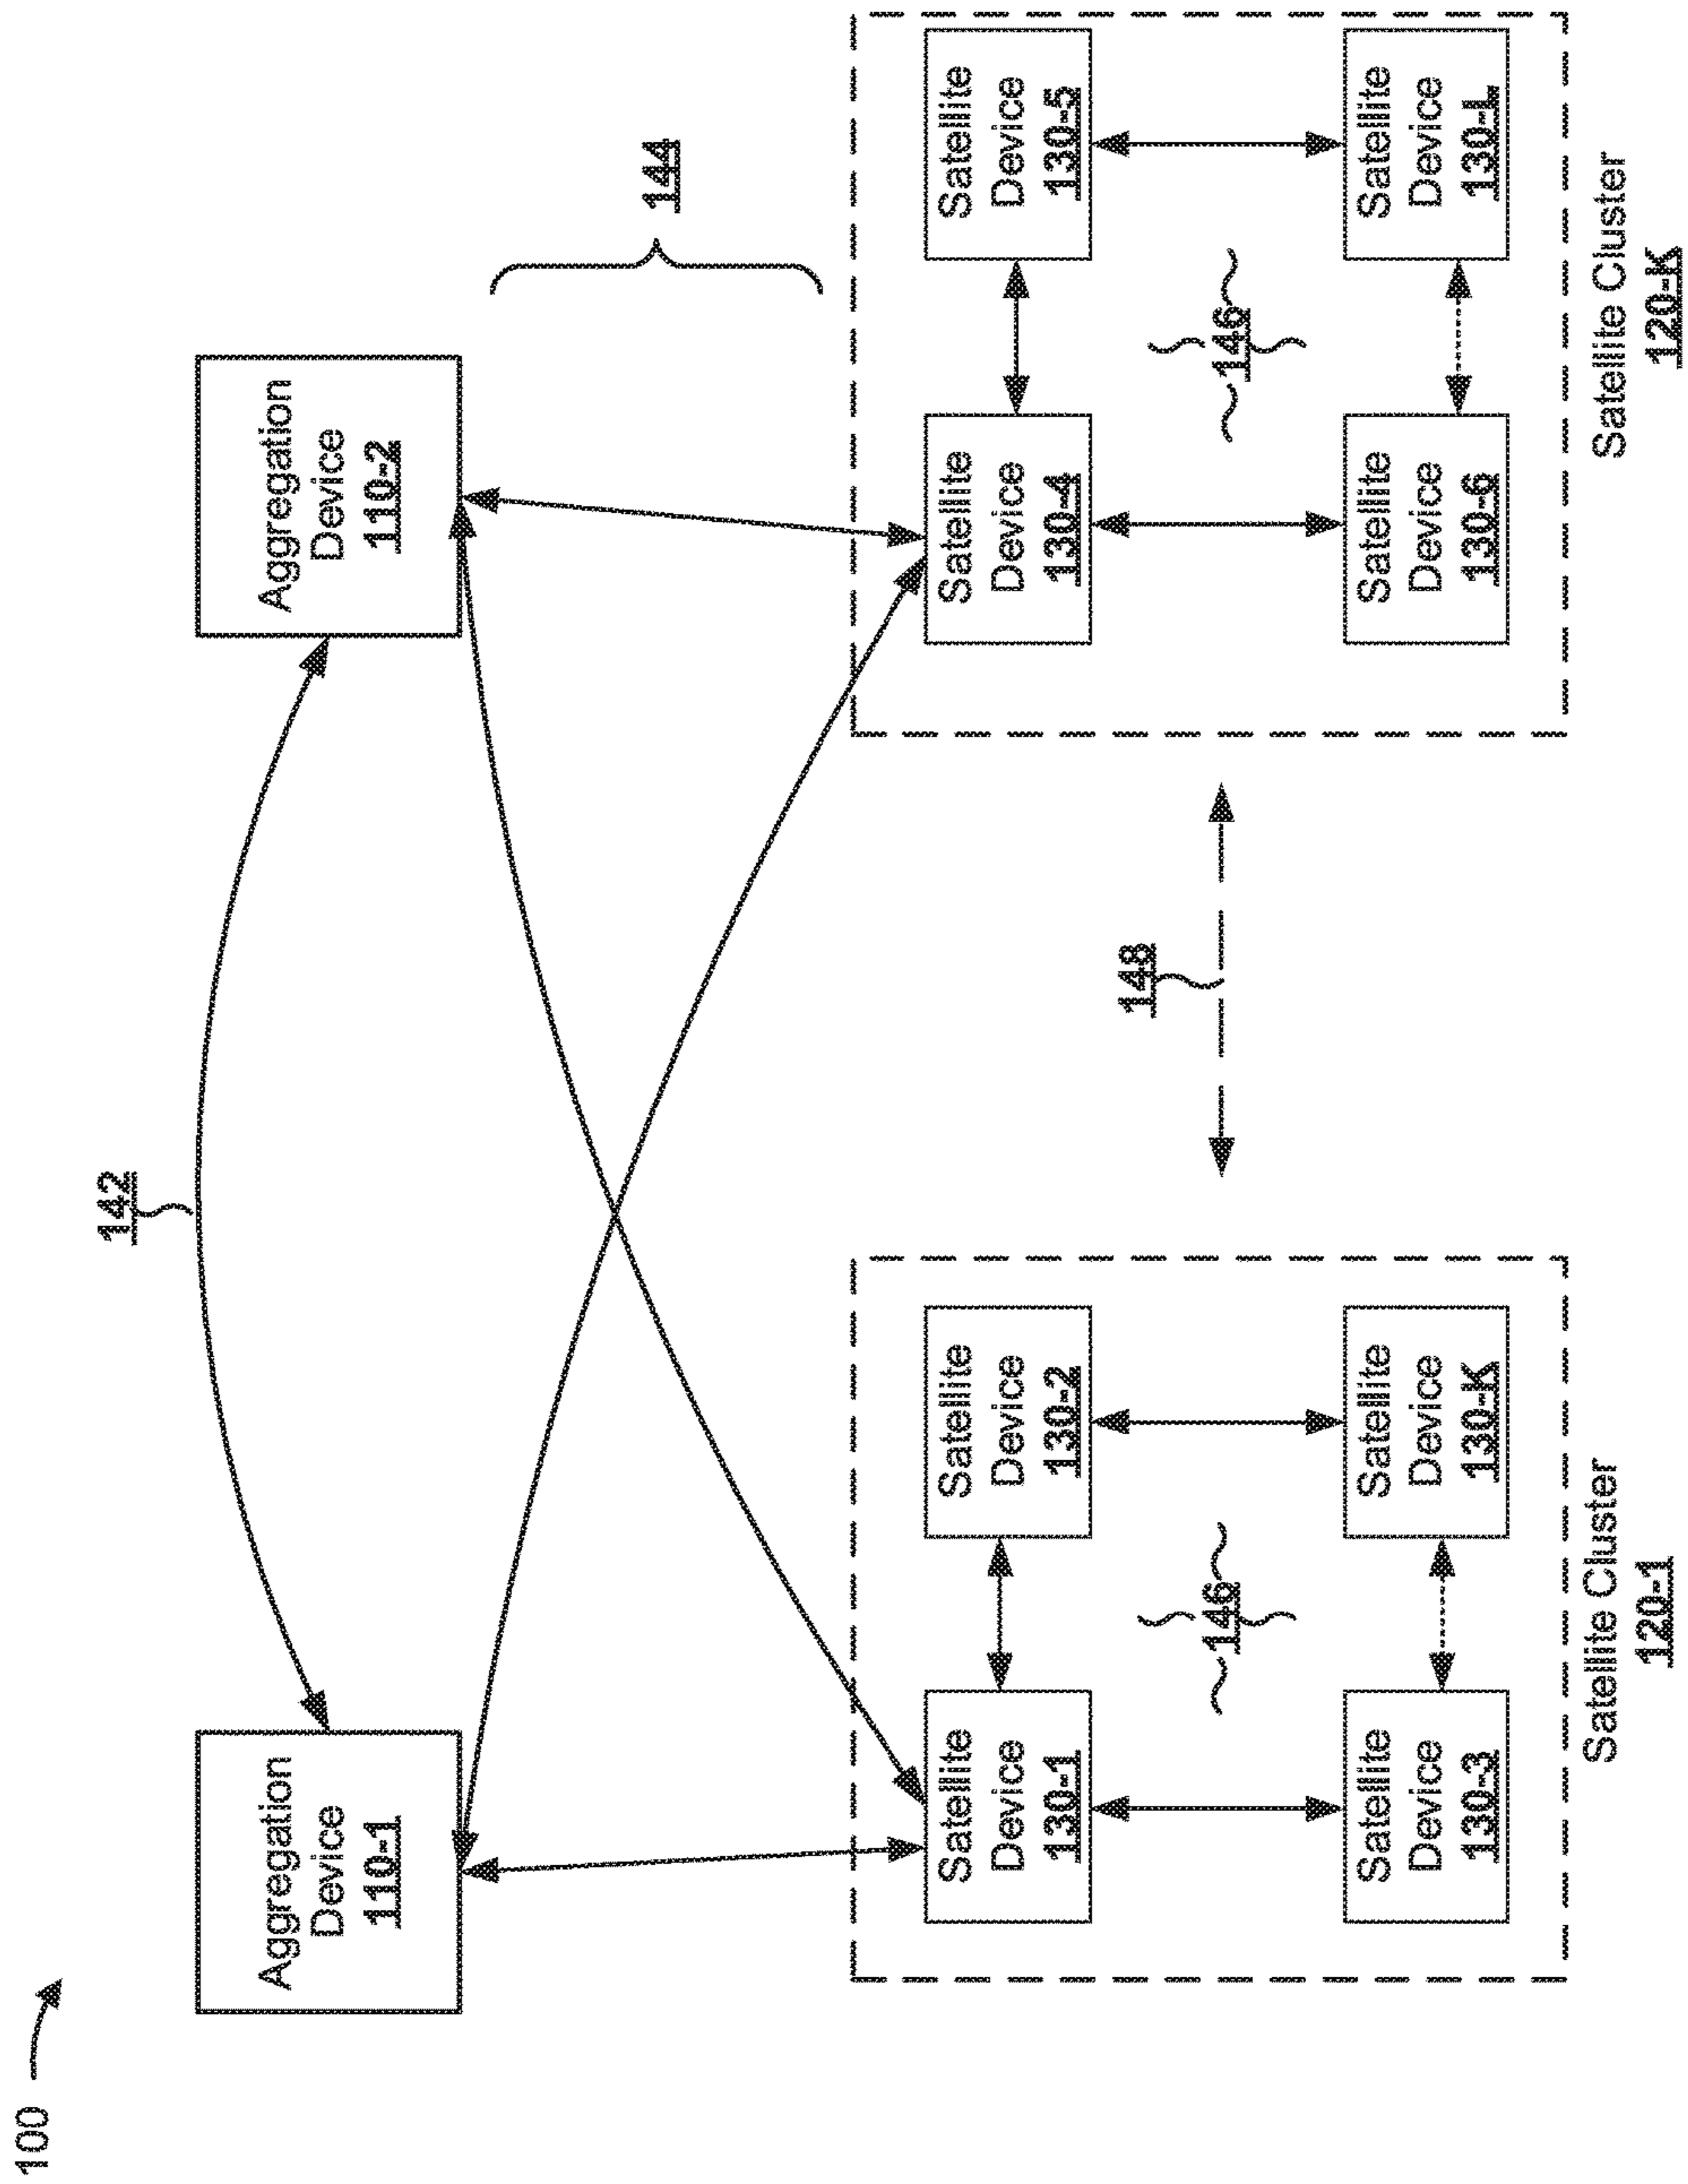 100
142
Aggregation
Device
110-1
Aggregation
Device
110-2
144
Satellite
Device
130-1
Satellite
Device
130-2
Satellite
Device
130-3
Satellite
Device
130-K
146
Satellite Cluster
120-1
148
Satellite
Device
130-4
Satellite
Device
130-5
Satellite
Device
130-6
Satellite
Device
130-L
146
Satellite Cluster
120-K